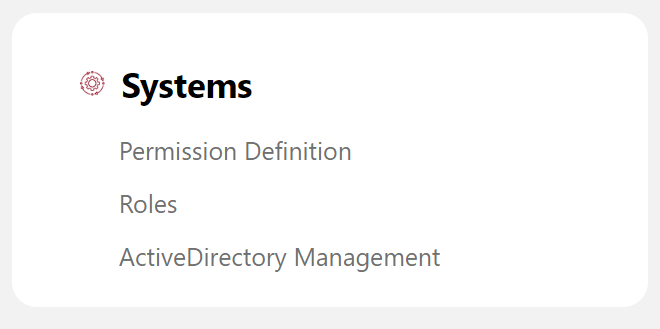 Systems
Permission Definition
Roles
ActiveDirectory Management